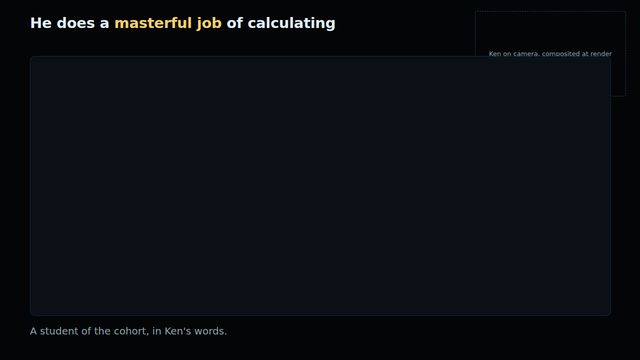 He does a masterful job of calculating
Ken on camera, composited at render
A student of the cohort, in Ken's words.